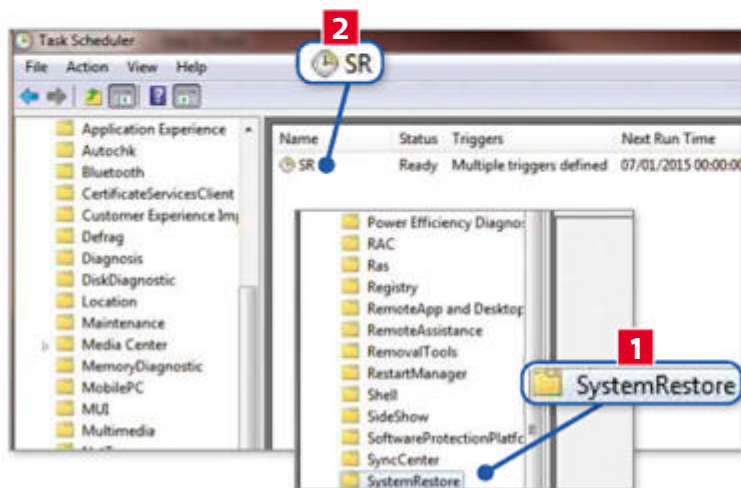 Task Scheduler
2
SR
File Action View Help
Application Experience
Autochk
Bluetooth
CertificateServicesClient
Customer Experience Im
Defrag
Diagnosis
DiskDiagnostic
Location
Maintenance
Media Center
MemoryDiagnostic
MobilePC
MUI
Multimedia
Name Status Triggers Next Run Time
SR Ready Multiple triggers defined 07/01/2015 00:00:00
Power Efficiency Diagno
RAC
Ras
Registry
RemoteApp and Desktop
RemoteAssistance
RemovalTools
RestartManager
Shell
SideShow
SoftwareProtectionPlatfo
SyncCenter
SystemRestore
1
SystemRestore